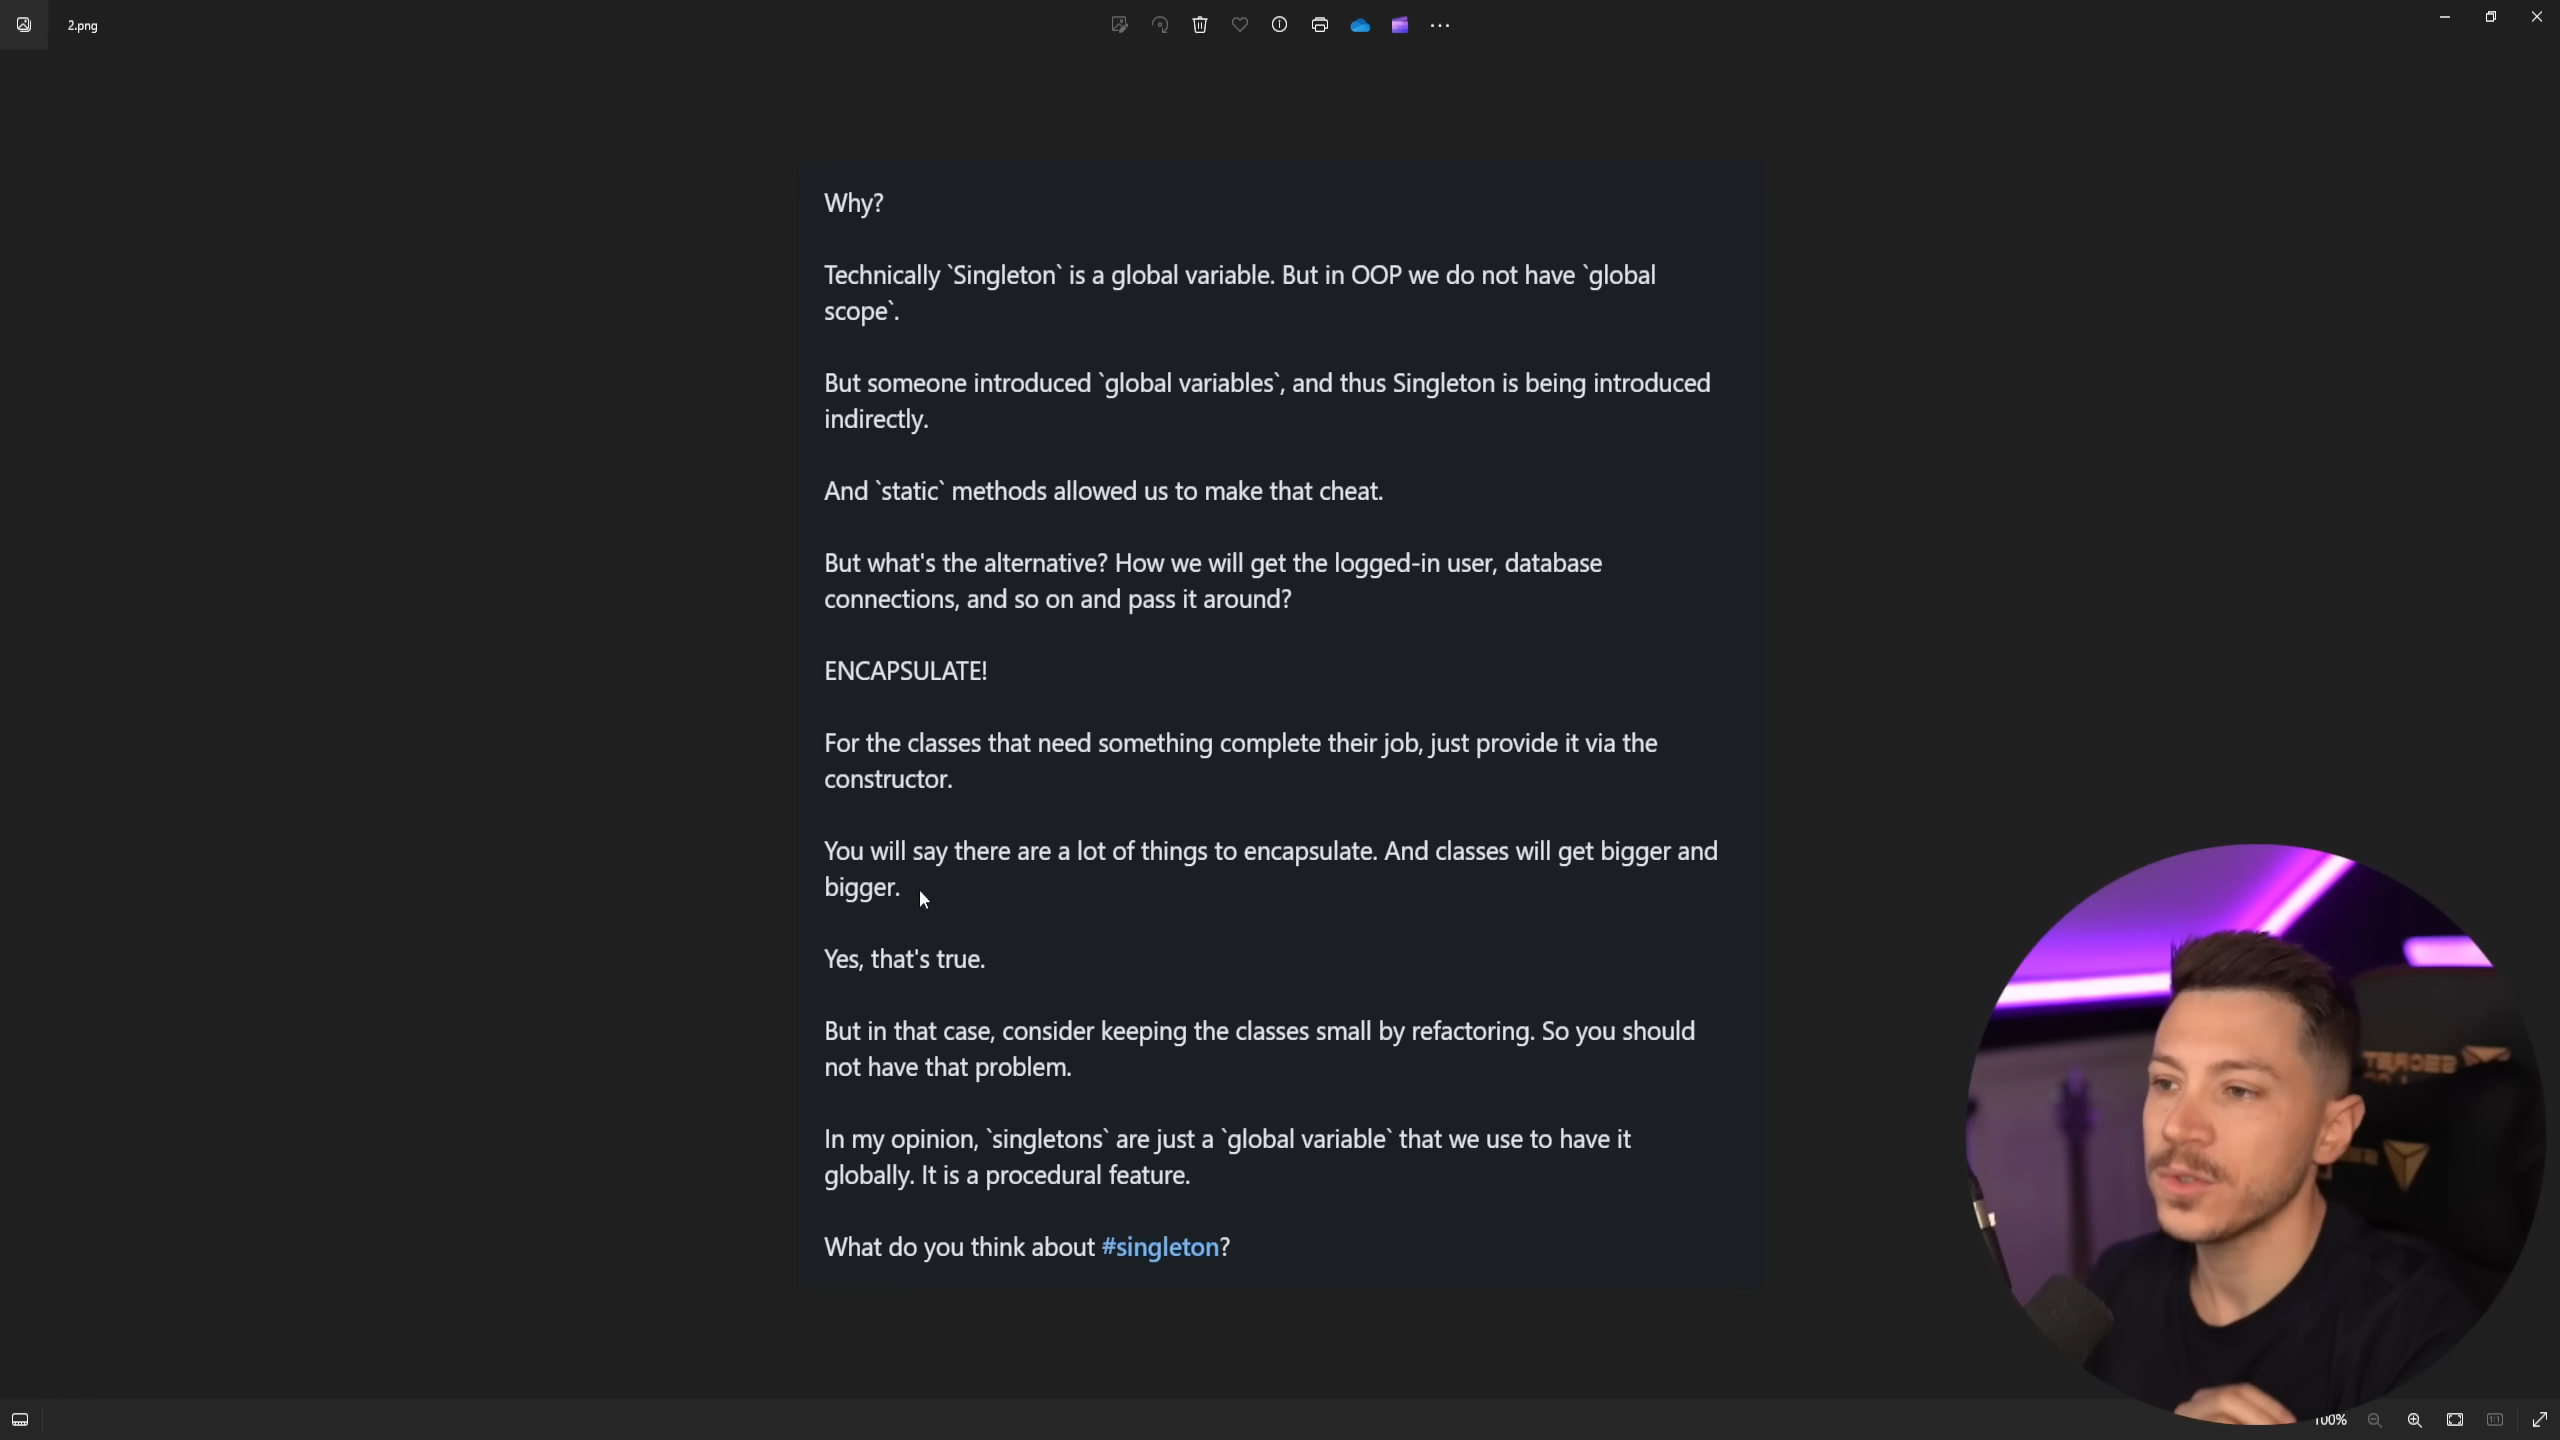 2.png
Why?
Technically `Singleton` is a global variable. But in OOP we do not have `global
scope`.
But someone introduced `global variables`, and thus Singleton is being introduced
indirectly.
And `static` methods allowed us to make that cheat.
But what's the alternative? How we will get the logged-in user, database
connections, and so on and pass it around?
ENCAPSULATE!
For the classes that need something complete their job, just provide it via the
constructor.
You will say there are a lot of things to encapsulate. And classes will get bigger and
bigger.
Yes, that's true.
But in that case, consider keeping the classes small by refactoring. So you should
not have that problem.
In my opinion, `singletons` are just a `global variable` that we use to have it
globally. It is a procedural feature.
What do you think about #singleton?
100%